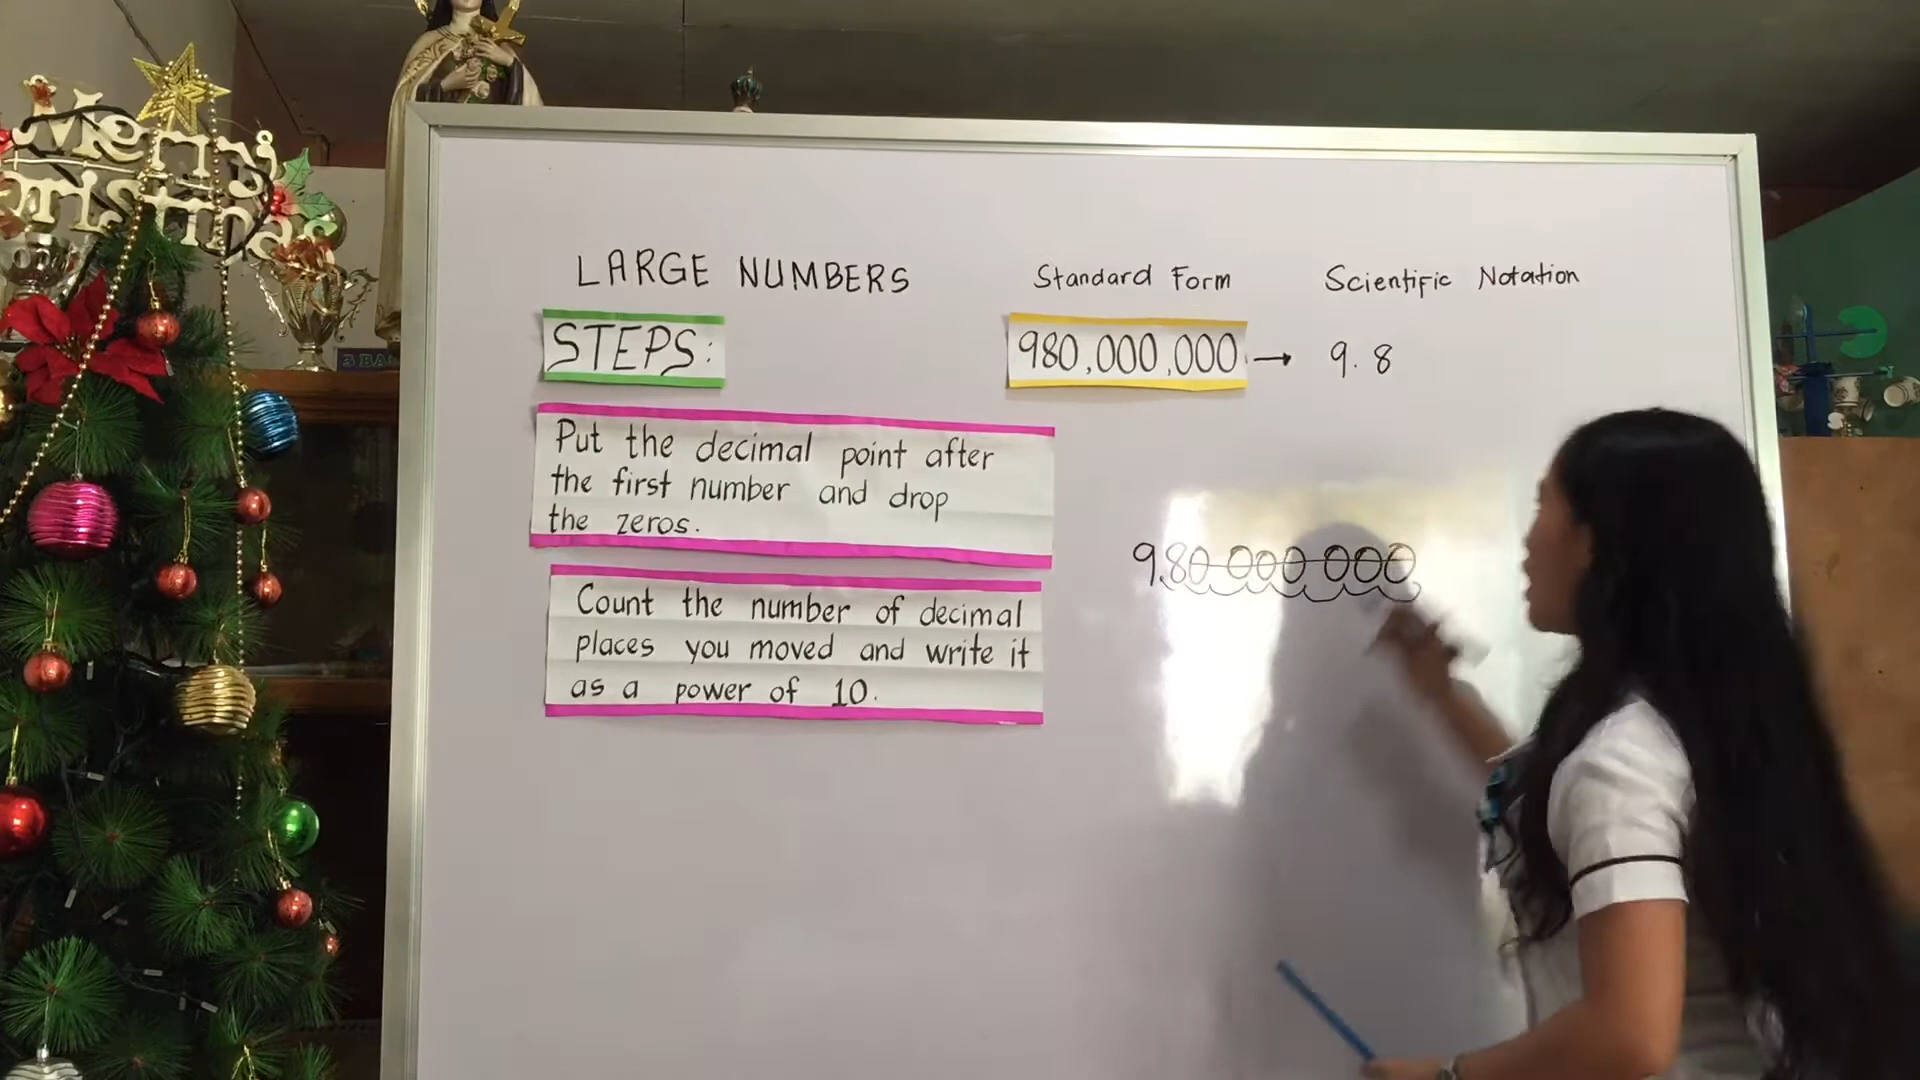 Merry
Christmas
LARGE NUMBERS
Standard Form
Scientific Notation
STEPS:
980,000,000. → 9.8
Put the decimal point after
the first number and drop
the zeros.
9.80 000 000
Count the number of decimal
places you moved and write it
as a power of 10.